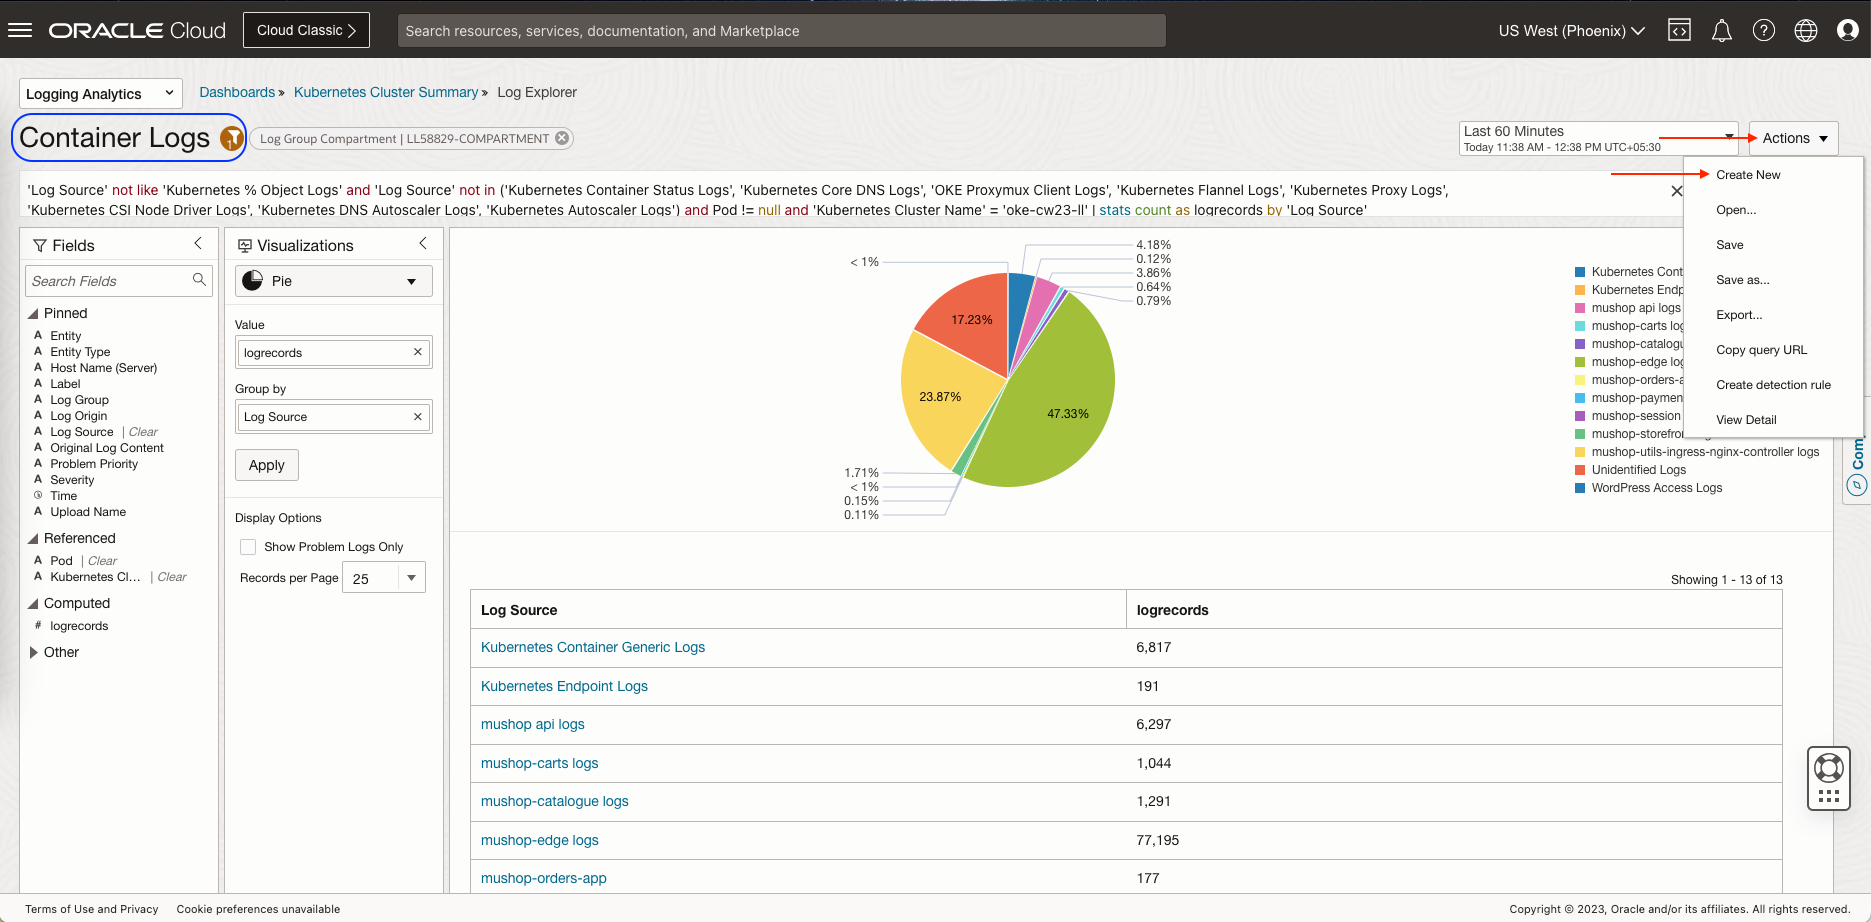 ORACLE Cloud
Cloud Classic
Search resources, services, documentation, and Marketplace
US West (Phoenix)
Logging Analytics
Dashboards » Kubernetes Cluster Summary » Log Explorer
Container Logs
1
Log Group Compartment | LL58829-COMPARTMENT
Last 60 Minutes
Today 11:38 AM - 12:38 PM UTC+05:30
Actions
Create New
Open...
Save
Save as...
Export...
Copy query URL
Create detection rule
View Detail
'Log Source' not like 'Kubernetes % Object Logs' and 'Log Source' not in ('Kubernetes Container Status Logs', 'Kubernetes Core DNS Logs', 'OKE Proxymux Client Logs', 'Kubernetes Flannel Logs', 'Kubernetes Proxy Logs',
'Kubernetes CSI Node Driver Logs', 'Kubernetes DNS Autoscaler Logs', 'Kubernetes Autoscaler Logs') and Pod != null and 'Kubernetes Cluster Name' = 'oke-cw23-ll' | stats count as logrecords by 'Log Source'
Fields
Search Fields
Pinned
A Entity
A Entity Type
A Host Name (Server)
A Label
A Log Group
A Log Origin
A Log Source | Clear
A Original Log Content
A Problem Priority
A Severity
Time
A Upload Name
Referenced
A Pod | Clear
A Kubernetes Cl... | Clear
Computed
# logrecords
Other
Visualizations
Pie
Value
logrecords
Group by
Log Source
Apply
Display Options
Show Problem Logs Only
Records per Page 25
4.18%
0.12%
3.86%
0.64%
0.79%
< 1%
17.23%
23.87%
47.33%
1.71%
< 1%
0.15%
0.11%
Kubernetes Cont
Kubernetes Endp
mushop api logs
mushop-carts log
mushop-catalogu
mushop-edge log
mushop-orders-a
mushop-paymen
mushop-session
mushop-storefro
mushop-utils-ingress-nginx-controller logs
Unidentified Logs
WordPress Access Logs
Com
Showing 1 - 13 of 13
Log Source logrecords
Kubernetes Container Generic Logs 6,817
Kubernetes Endpoint Logs 191
mushop api logs 6,297
mushop-carts logs 1,044
mushop-catalogue logs 1,291
mushop-edge logs 77,195
mushop-orders-app 177
Terms of Use and Privacy Cookie preferences unavailable
Copyright © 2023, Oracle and/or its affiliates. All rights reserved.